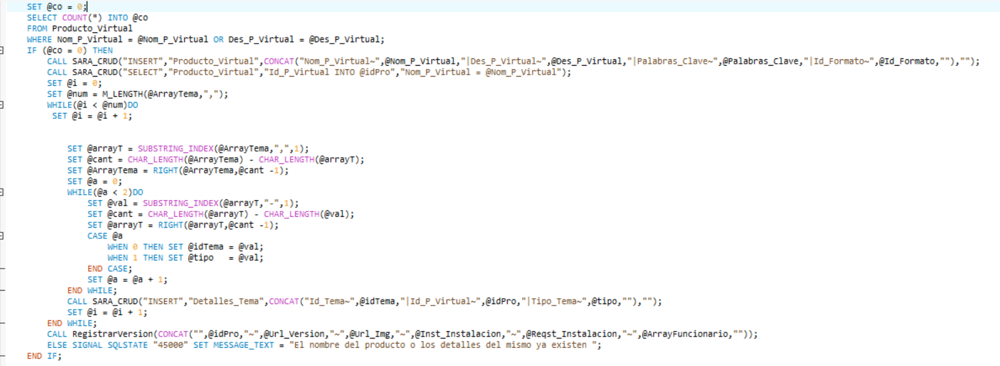 SET @co = 0;
SELECT COUNT(*) INTO @co
FROM Producto_Virtual
WHERE Nom_P_Virtual = @Nom_P_Virtual OR Des_P_Virtual = @Des_P_Virtual;
IF (@co = 0) THEN
CALL SARA_CRUD("INSERT","Producto_Virtual",CONCAT("Nom_P_Virtual~",@Nom_P_Virtual,"|Des_P_Virtual~",@Des_P_Virtual,"|Palabras_Clave~",@Palabras_Clave,"|Id_Formato~",@Id_Formato,""),"");
CALL SARA_CRUD("SELECT","Producto_Virtual","Id_P_Virtual INTO @idPro","Nom_P_Virtual = @Nom_P_Virtual");
SET @i = 0;
SET @num = M_LENGTH(@ArrayTema,",");
WHILE(@i < @num)DO
SET @i = @i + 1;
SET @arrayT = SUBSTRING_INDEX(@ArrayTema,",",1);
SET @cant = CHAR_LENGTH(@ArrayTema) - CHAR_LENGTH(@arrayT);
SET @ArrayTema = RIGHT(@ArrayTema,@cant -1);
SET @a = 0;
WHILE(@a < 2)DO
SET @val = SUBSTRING_INDEX(@arrayT,"-",1);
SET @cant = CHAR_LENGTH(@arrayT) - CHAR_LENGTH(@val);
SET @arrayT = RIGHT(@arrayT,@cant -1);
CASE @a
WHEN 0 THEN SET @idTema = @val;
WHEN 1 THEN SET @tipo   = @val;
END CASE;
SET @a = @a + 1;
END WHILE;
CALL SARA_CRUD("INSERT","Detalles_Tema",CONCAT("Id_Tema~",@idTema,"|Id_P_Virtual~",@idPro,"|Tipo_Tema~",@tipo,""),"");
SET @i = @i + 1;
END WHILE;
CALL RegistrarVersion(CONCAT("",@idPro,"~",@Url_Version,"~",@Url_Img,"~",@Inst_Instalacion,"~",@Reqst_Instalacion,"~",@ArrayFuncionario,""));
ELSE SIGNAL SQLSTATE "45000" SET MESSAGE_TEXT = "El nombre del producto o los detalles del mismo ya existen ";
END IF;